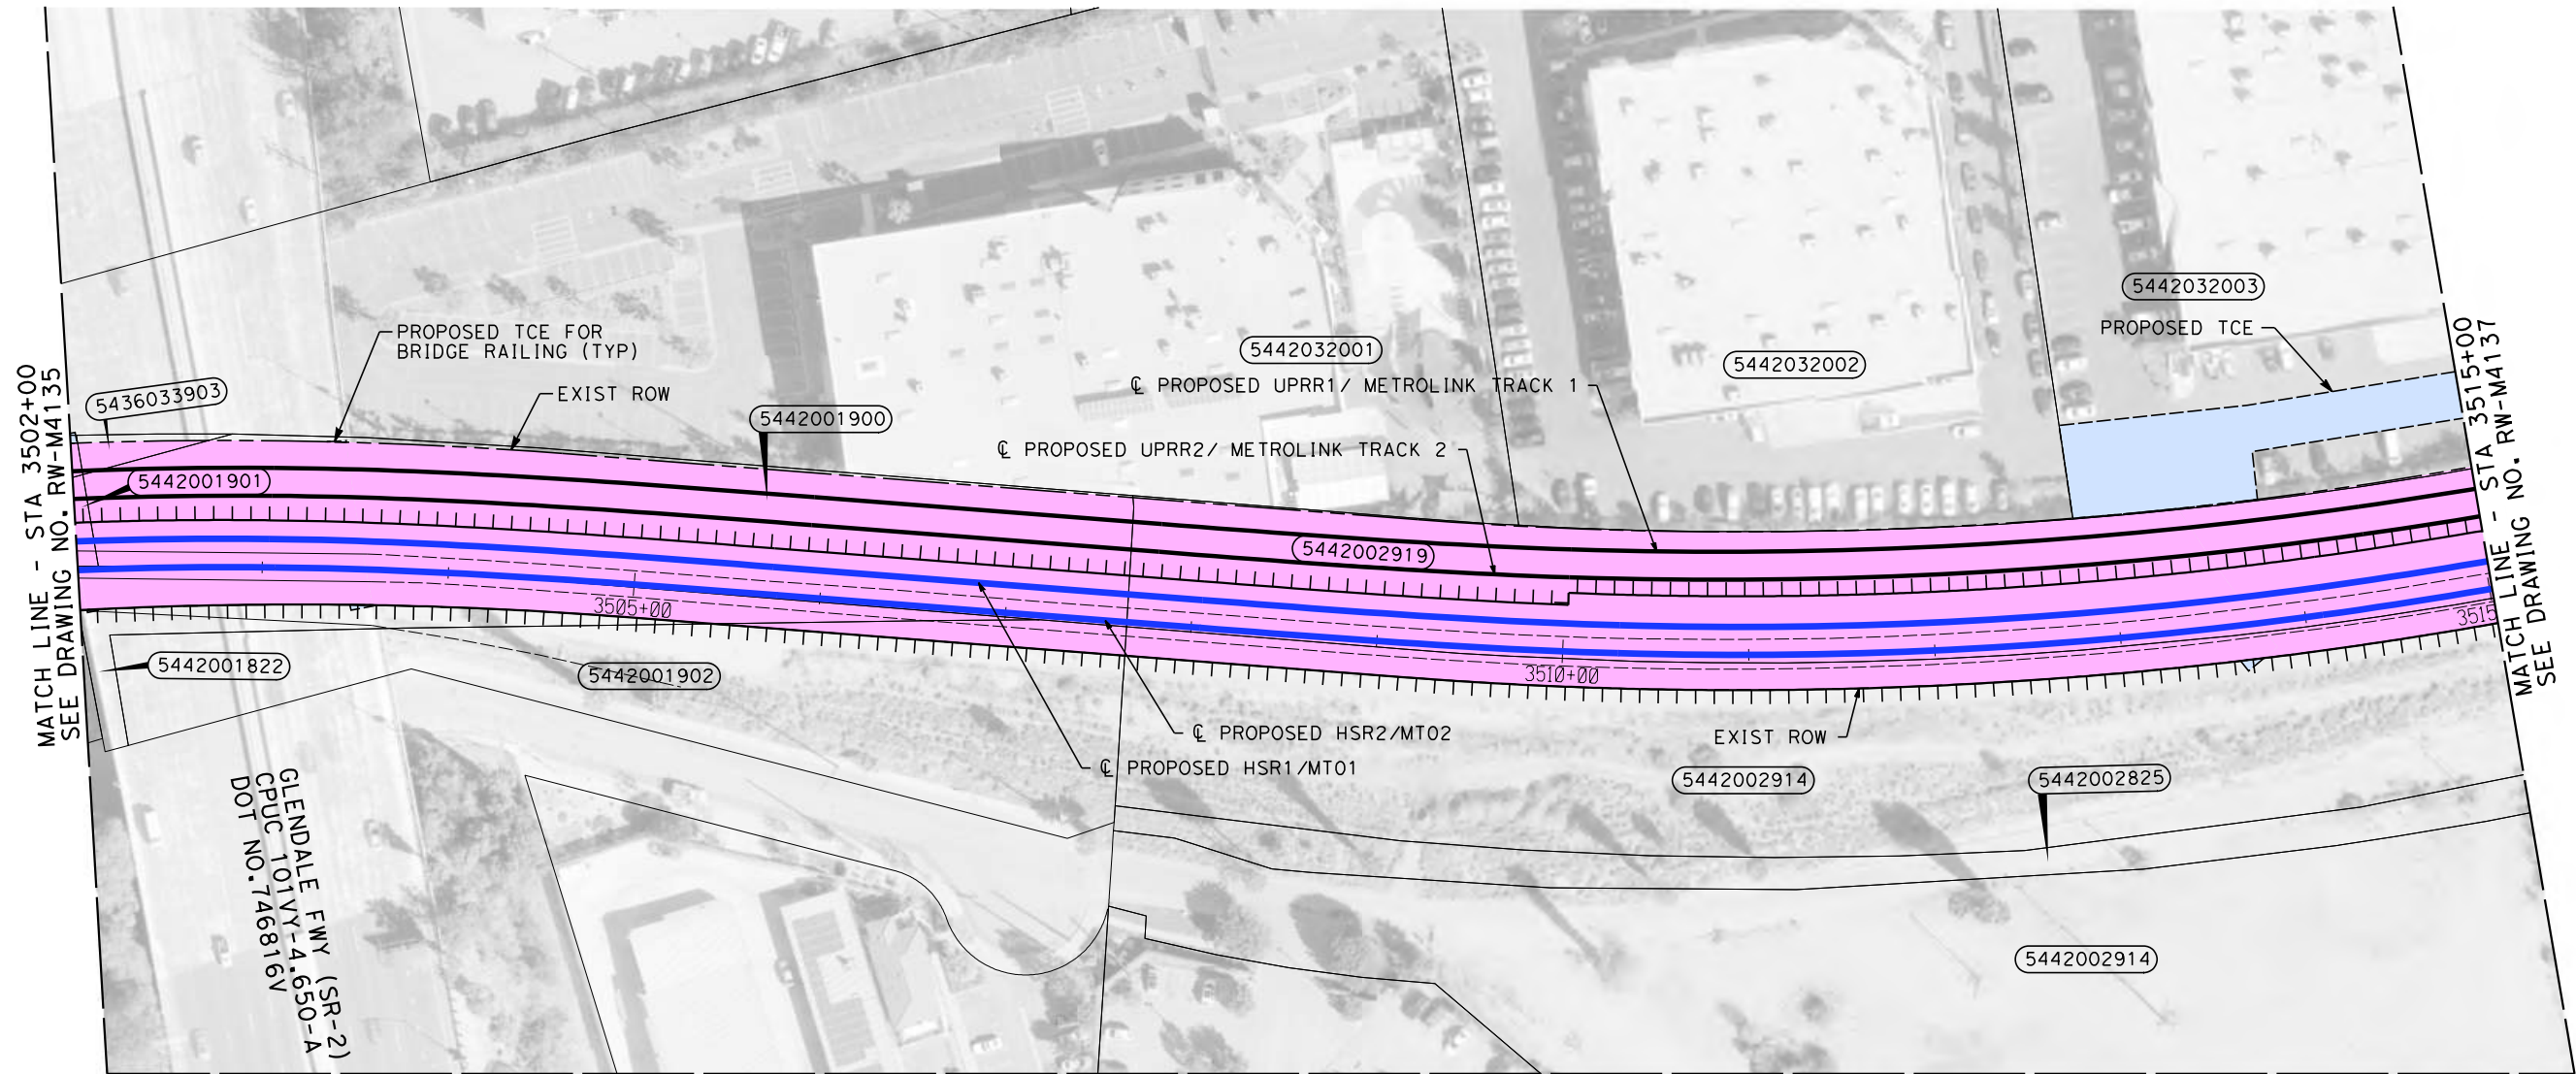 MATCH LINE - STA 3502+00
SEE DRAWING NO. RW-M4135
5436033903
PROPOSED TCE FOR
BRIDGE RAILING (TYP)
EXIST ROW
5442001900
5442032001
℄ PROPOSED UPRR1/ METROLINK TRACK 1
℄ PROPOSED UPRR2/ METROLINK TRACK 2
5442032002
5442032003
PROPOSED TCE
MATCH LINE - STA 3515+00
SEE DRAWING NO. RW-M4137
5442001901
5442002919
3505+00
3510+00
3515
5442001822
5442001902
℄ PROPOSED HSR2/MT02
℄ PROPOSED HSR1/MT01
EXIST ROW
5442002914
5442002825
5442002914
GLENDALE FWY (SR-2)
CPUC 101VY-4.650-A
DOT NO.746816V